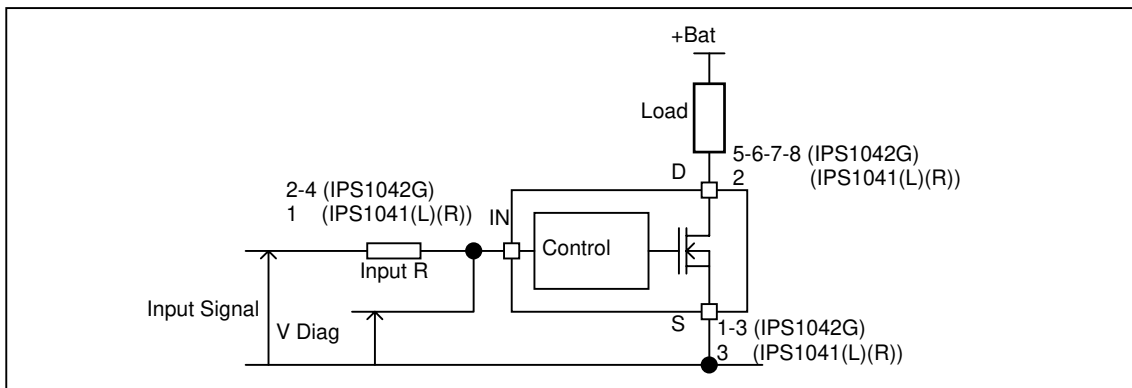 +Bat
Load
5-6-7-8 (IPS1042G)
D
2 (IPS1041(L)(R))
2-4 (IPS1042G)
1 (IPS1041(L)(R))
IN
Control
Input R
Input Signal
V Diag
S
1-3 (IPS1042G)
3 (IPS1041(L)(R))